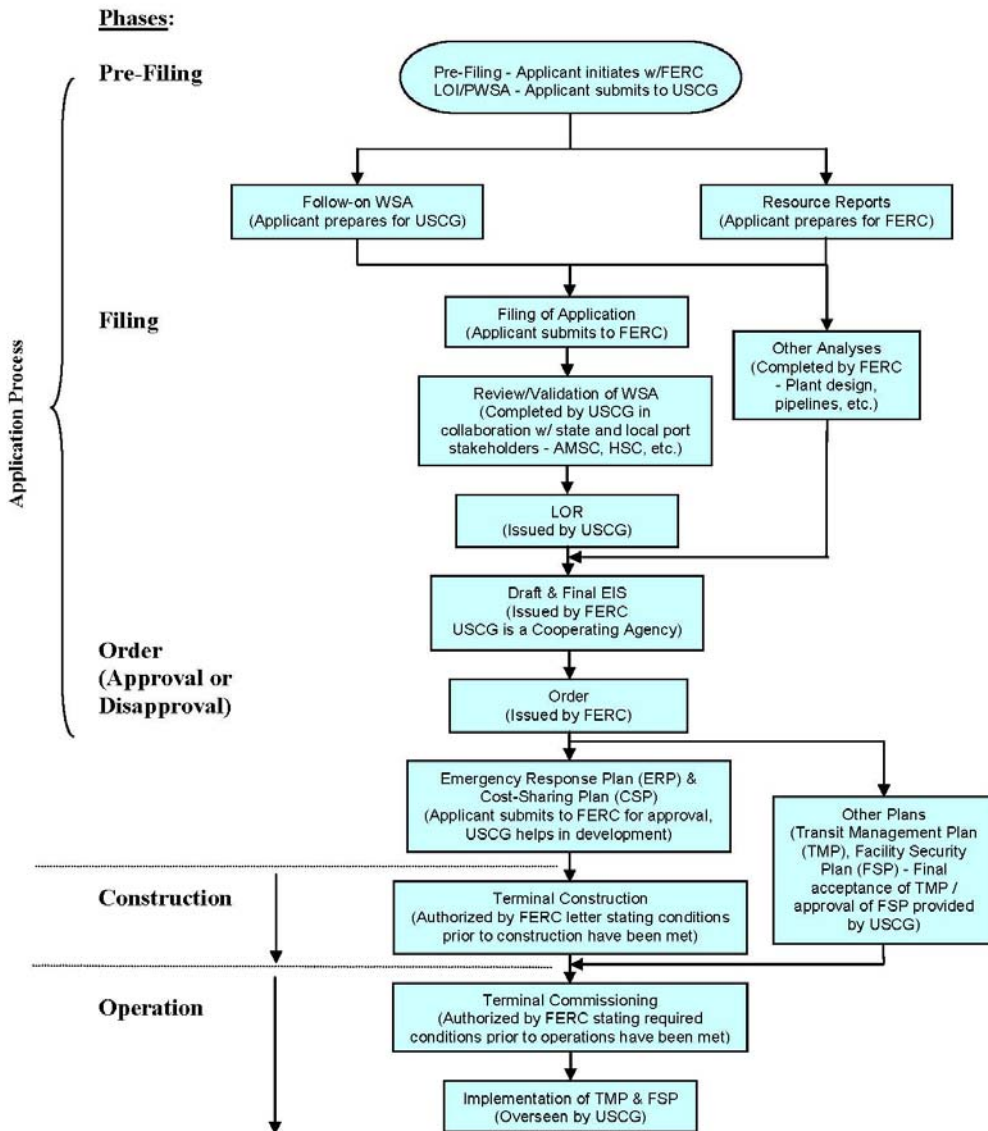 Phases:
Pre-Filing
Pre-Filing - Applicant initiates w/FERC
LOI/PWSA - Applicant submits to USCG
Follow-on WSA
(Applicant prepares for USCG)
Resource Reports
(Applicant prepares for FERC)
Application Process
Filing
Filing of Application
(Applicant submits to FERC)
Other Analyses
(Completed by FERC
- Plant design,
pipelines, etc.)
Review/Validation of WSA
(Completed by USCG in
collaboration w/ state and local port
stakeholders - AMSC, HSC, etc.)
LOR
(Issued by USCG)
Draft & Final EIS
(Issued by FERC
USCG is a Cooperating Agency)
Order
(Approval or
Disapproval)
Order
(Issued by FERC)
Emergency Response Plan (ERP) &
Cost-Sharing Plan (CSP)
(Applicant submits to FERC for approval,
USCG helps in development)
Other Plans
(Transit Management Plan
(TMP), Facility Security
Plan (FSP) - Final
acceptance of TMP /
approval of FSP provided
by USCG)
Construction
Terminal Construction
(Authorized by FERC letter stating conditions
prior to construction have been met)
Operation
Terminal Commissioning
(Authorized by FERC stating required
conditions prior to operations have been met)
Implementation of TMP & FSP
(Overseen by USCG)